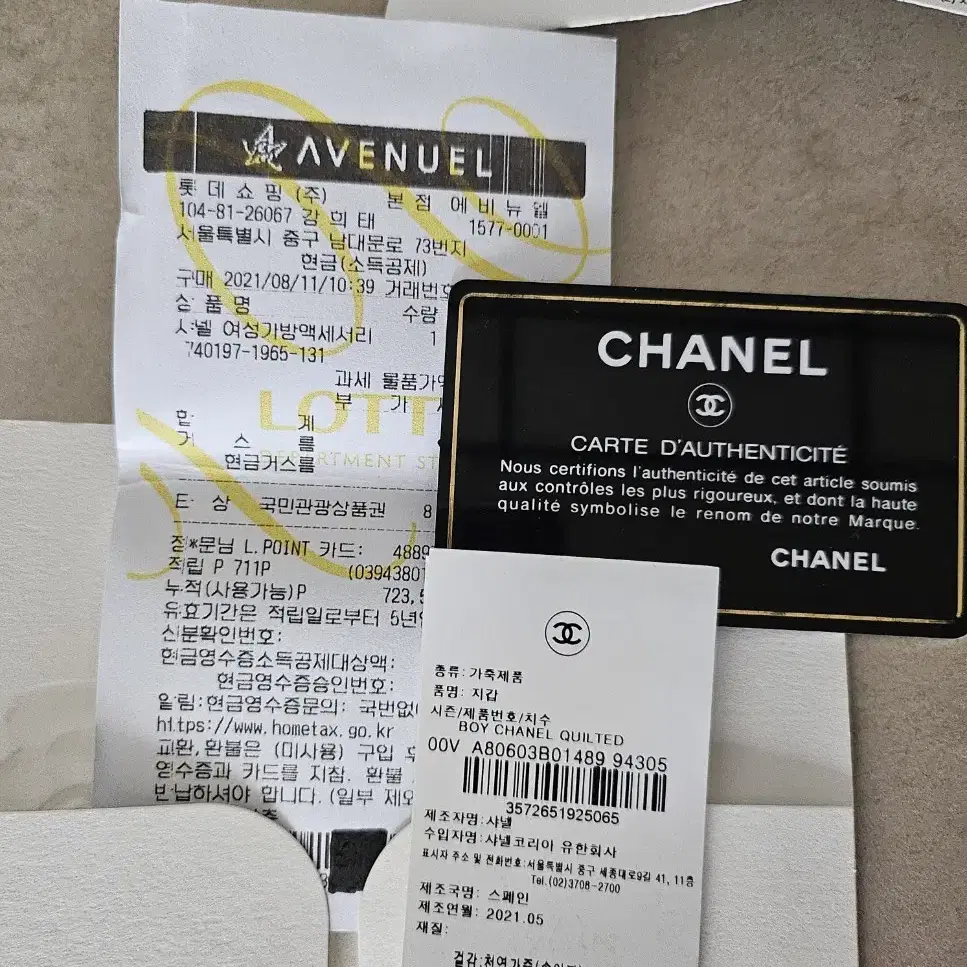 AVENUEL
롯데쇼핑(주) 본점 에비뉴엘
104-81-26067 강희태 1577-0001
서울특별시 중구 남대문로 73번지
현금(소득공제)
구매 2021/08/11/10:39 거래번호
상품명 수량
샤넬 여성가방액세서리 1
740197-1965-131
과세 물품가액
부 가
합 계
거 스 름
현금거스름
LOTT
DEPARTMENT ST
E 상 국민관광상품권 8
정*문님 L.POINT 카드: 4889
적립 P 711P (0394380
누적(사용가능)P 723,5
유효기간은 적립일로부터 5년
신분확인번호:
현금영수증소득공제대상액:
현금영수증승인번호:
알림:현금영수증문의: 국번없
https://www.hometax.go.kr
교환,환불은 (미사용) 구입 후
영수증과 카드를 지참. 환불
반납하셔야 합니다. (일부 제외
CHANEL
CARTE D'AUTHENTICITÉ
Nous certifions l'authenticité de cet article soumis
aux contrôles les plus rigoureux, et dont la haute
qualité symbolise le renom de notre Marque.
CHANEL
종류: 가죽제품
품명: 지갑
시즌/제품번호/치수
BOY CHANEL QUILTED
00V A80603B01489 94305
3572651925065
제조자명: 샤넬
수입자명: 샤넬코리아 유한회사
표시자 주소 및 전화번호: 서울특별시 중구 세종대로9길 41, 11층
Tel.(02)3708-2700
제조국명: 스페인
제조연월: 2021.05
재질:
겉감:천연가죽(송아지)